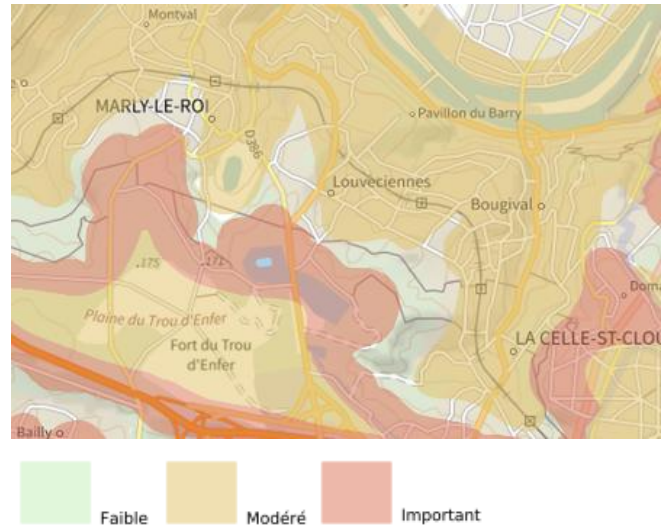 Montval
MARLY-LE-ROI
D386
Pavillon du Barry
Louveciennes
Bougival
.175
.171
Plaine du Trou d'Enfer
Fort du Trou
d'Enfer
Doma
LA CELLE-ST-CLOU
Bailly
Faible
Modéré
Important